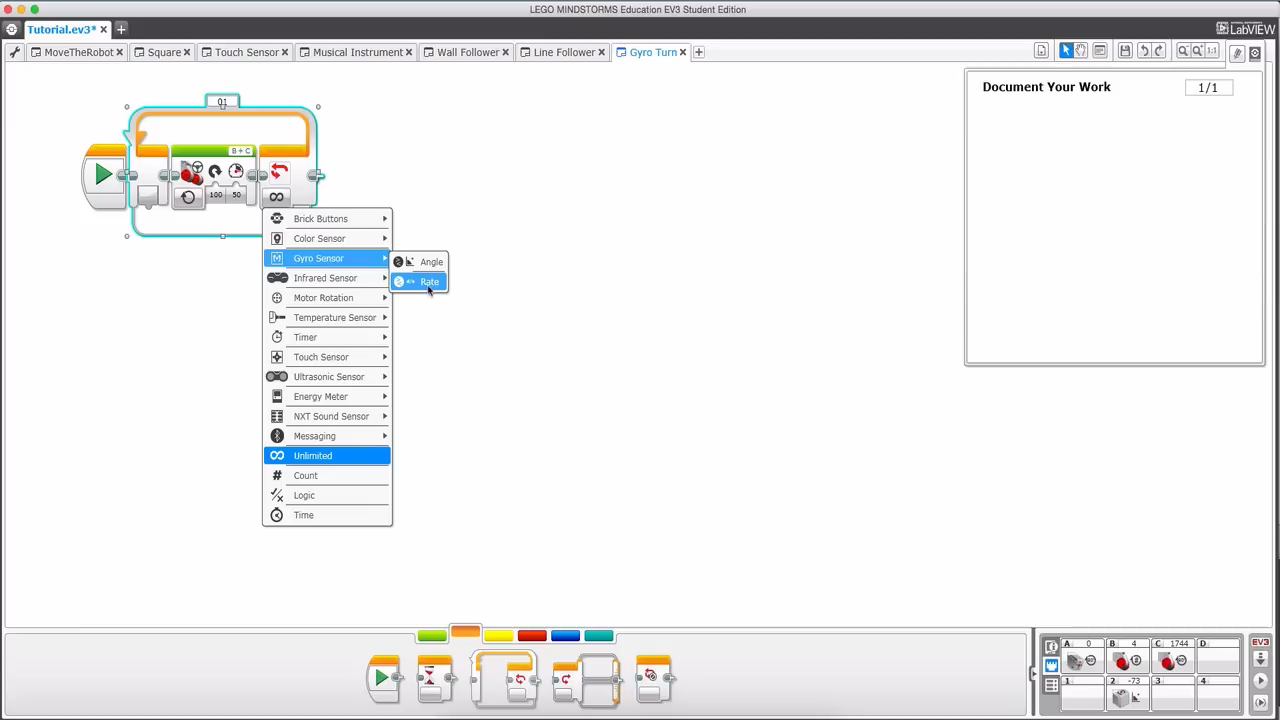 LEGO MINDSTORMS Education EV3 Student Edition
Tutorial.ev3*
LabVIEW
MoveTheRobot
Square
Touch Sensor
Musical Instrument
Wall Follower
Line Follower
Gyro Turn
1:1
Document Your Work
1/1
01
B + C
100
50
Brick Buttons
Color Sensor
Gyro Sensor
Angle
Infrared Sensor
Rate
Motor Rotation
Temperature Sensor
Timer
Touch Sensor
Ultrasonic Sensor
Energy Meter
NXT Sound Sensor
Messaging
Unlimited
# Count
Logic
Time
A 0
B 4
C 1744
D
EV3
1
2 -73
3
4